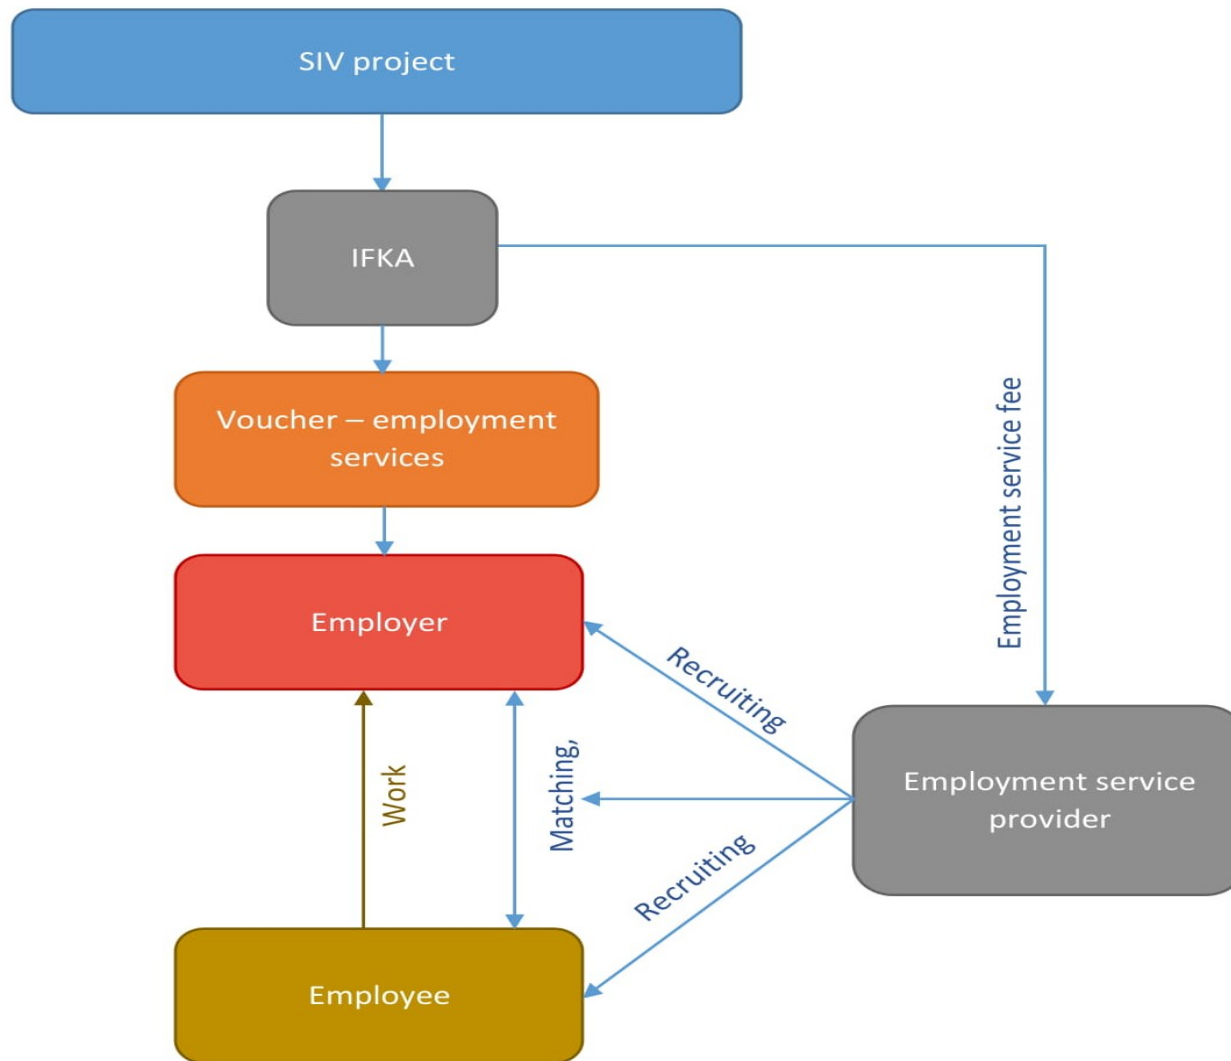 SIV project
IFKA
Voucher – employment
services
Employment service fee
Employer
Recruiting
Work
Matching,
Employment service
provider
Recruiting
Employee